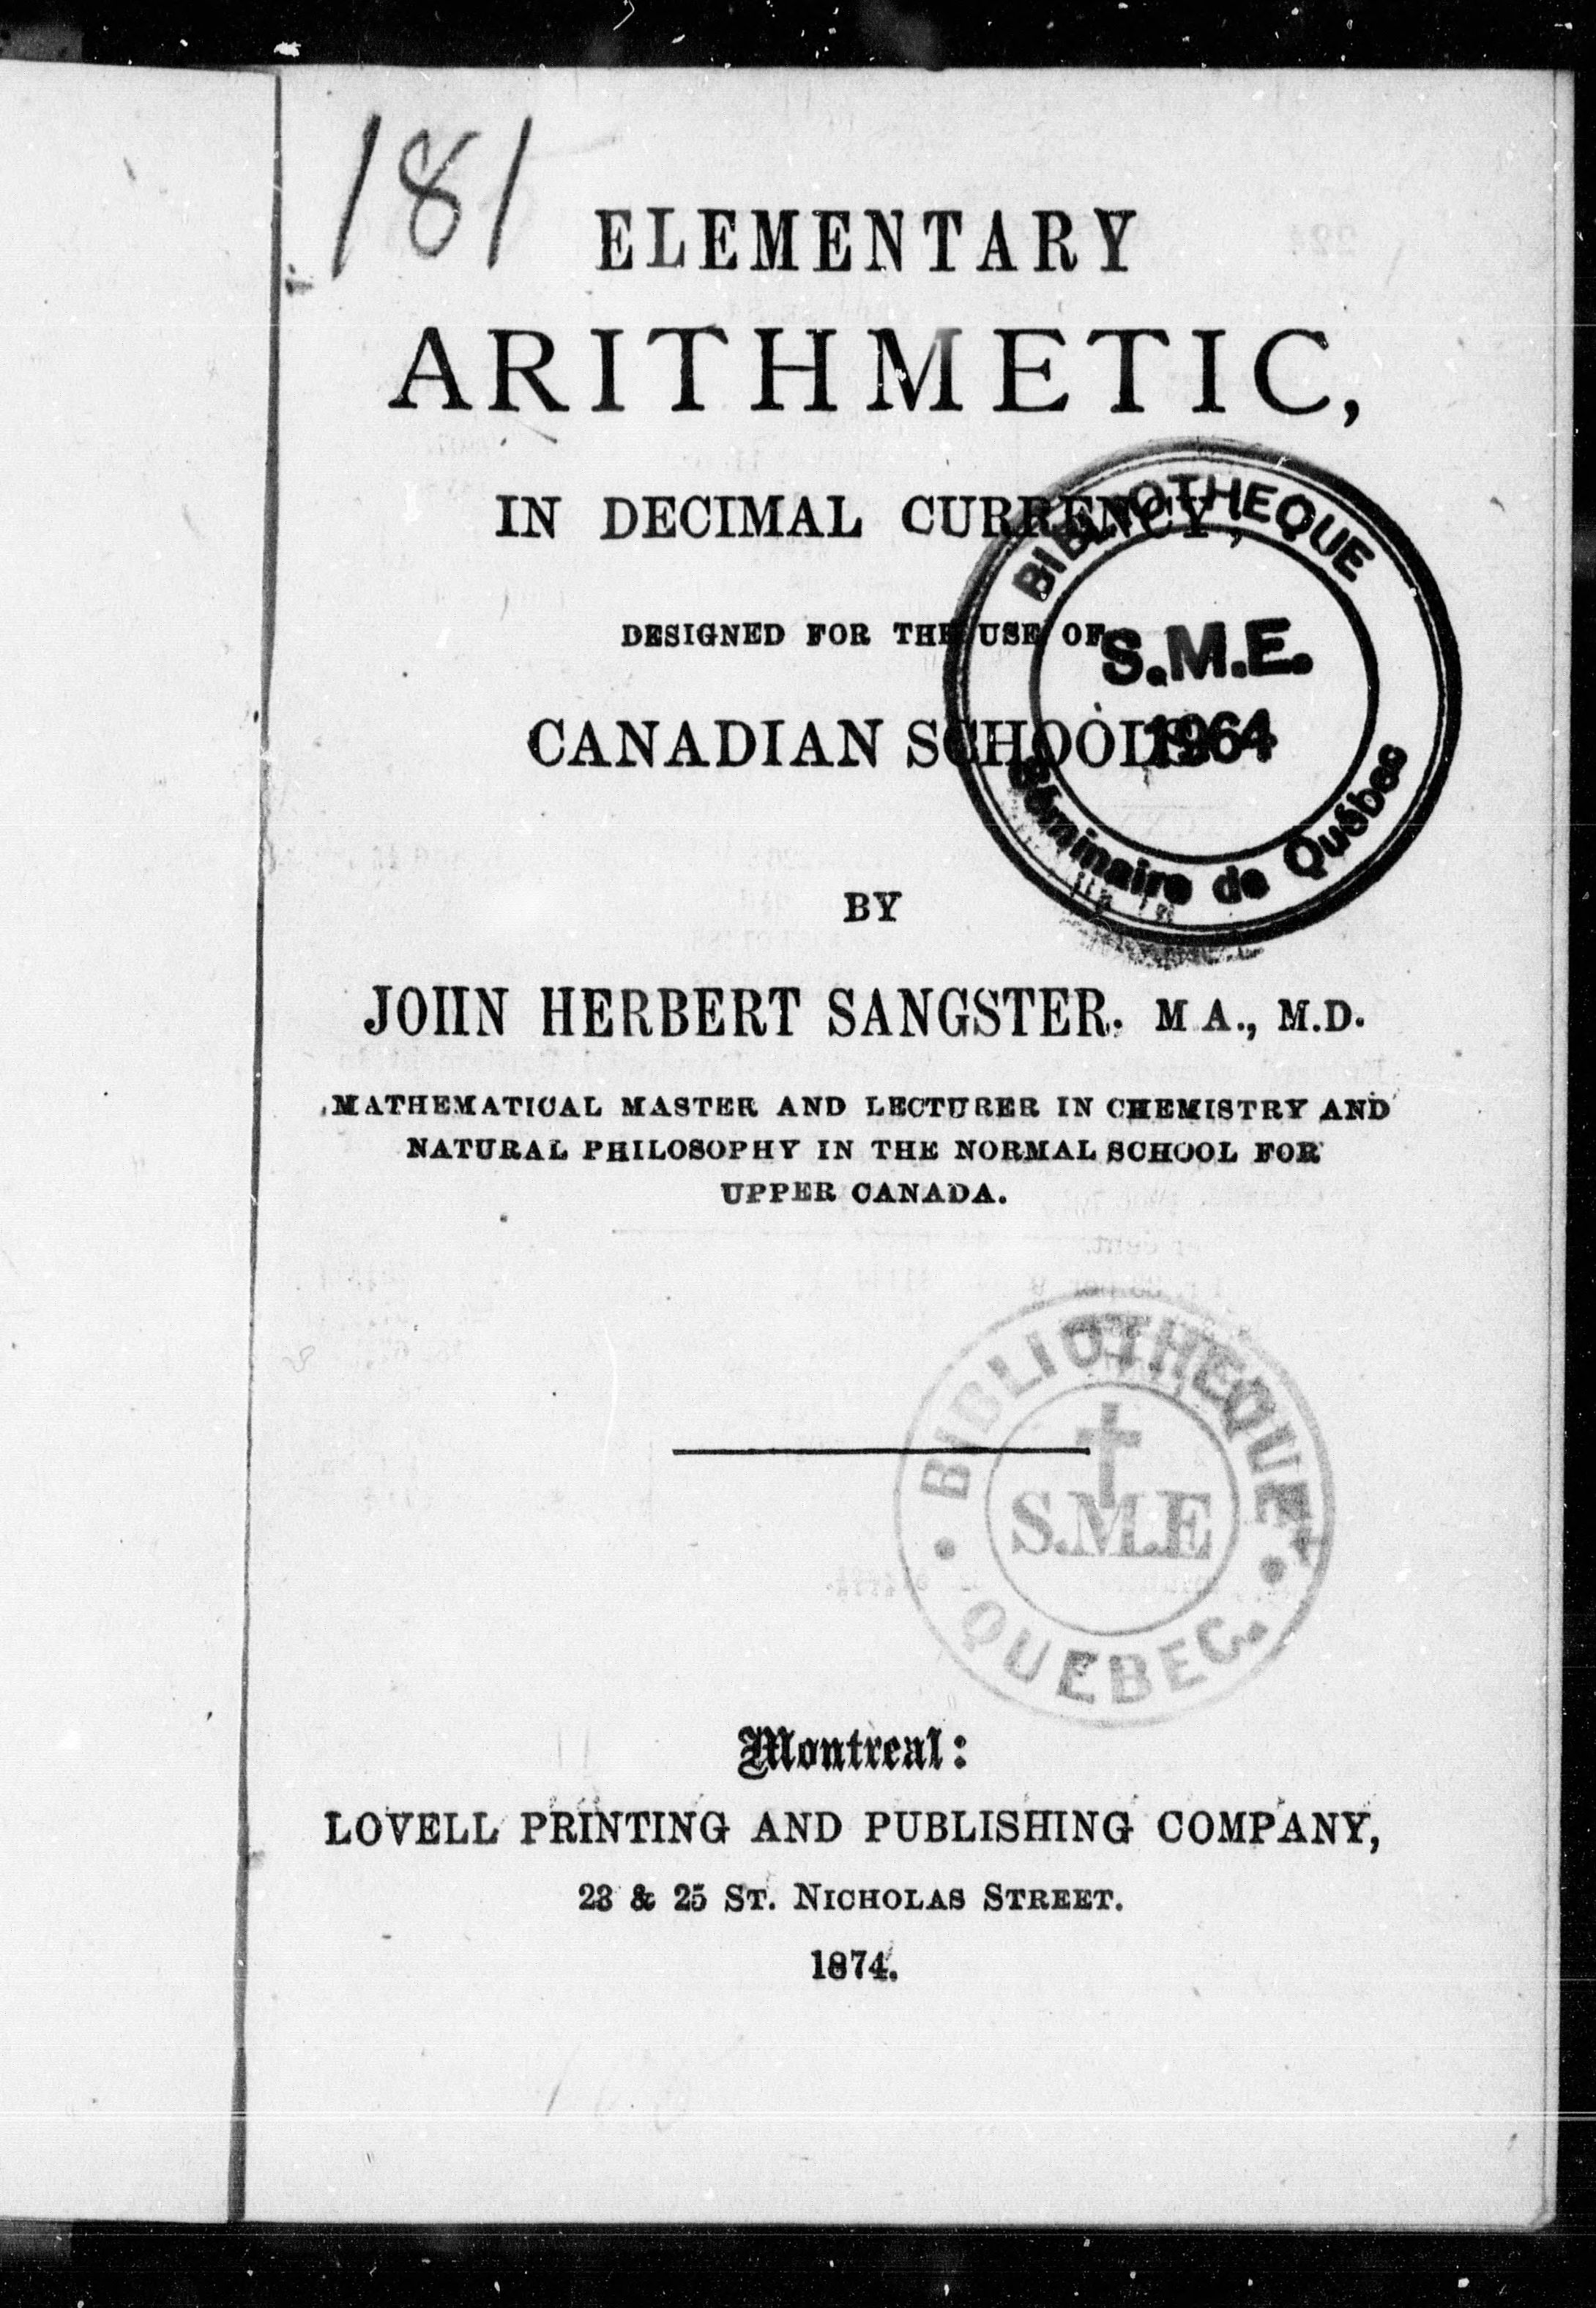 181
ELEMENTARY
ARITHMETIC,
IN DECIMAL CURRENCY,
DESIGNED FOR THE USE OF
CANADIAN SCHOOLS.
BIBLIOTHEQUE
S.M.E.
1964
Séminaire de Québec
BY
JOHN HERBERT SANGSTER. M A., M.D.
MATHEMATICAL MASTER AND LECTURER IN CHEMISTRY AND
NATURAL PHILOSOPHY IN THE NORMAL SCHOOL FOR
UPPER CANADA.
BIBLIOTHEQUE
S.M.E
QUEBEC
Montreal:
LOVELL PRINTING AND PUBLISHING COMPANY,
23 & 25 ST. NICHOLAS STREET.
1874.